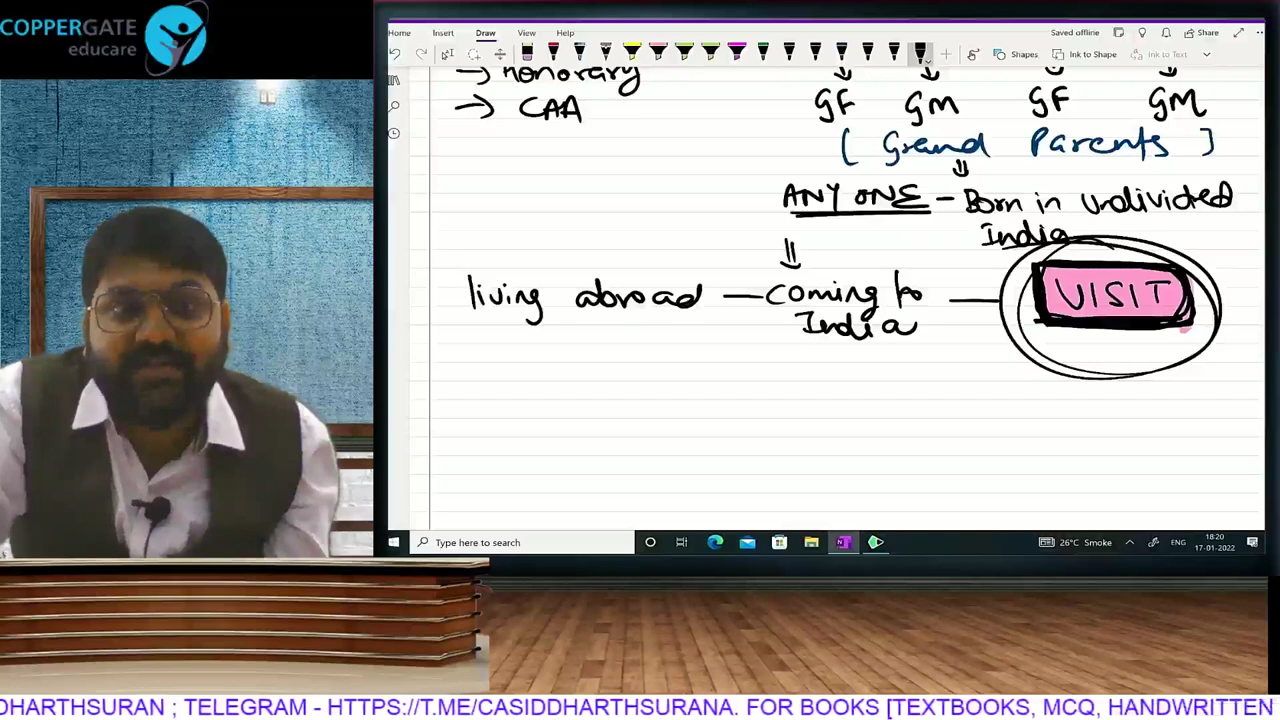 COPPERGATE
educare
Home Insert Draw View Help
Saved offline
Share
Shapes
Ink to Shape
Ink to Text
→ Honorary
→ CAA
GF GM GF GM
[ Grand Parents ]
ANY ONE - Born in undivided
India
living abroad - coming to
India
VISIT
Type here to search
26°C Smoke
ENG
18:20
17-01-2022
DHARTHSURAN ; TELEGRAM - HTTPS://T.ME/CASIDDHARTHSURANA. FOR BOOKS [TEXTBOOKS, MCQ, HANDWRITTEN